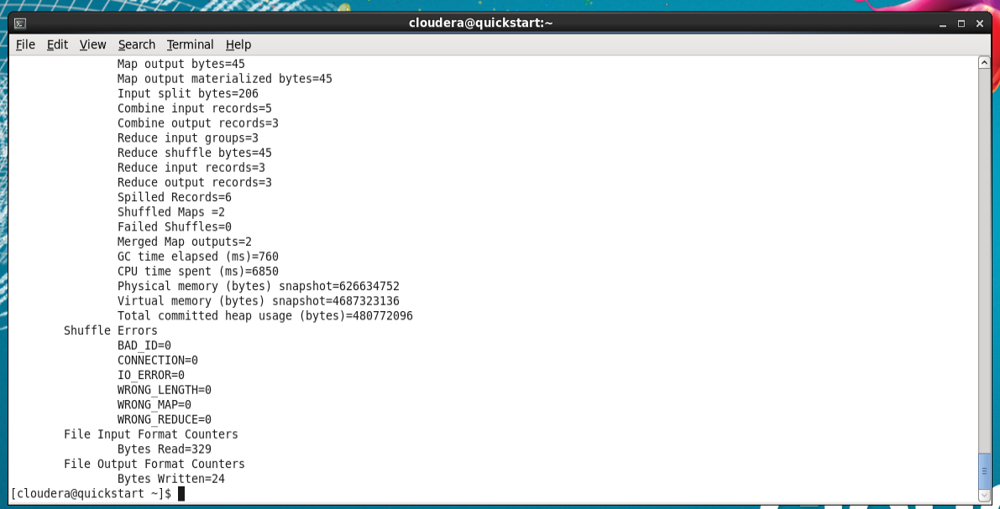 cloudera@quickstart:~
File Edit View Search Terminal Help
Map output bytes=45
Map output materialized bytes=45
Input split bytes=206
Combine input records=5
Combine output records=3
Reduce input groups=3
Reduce shuffle bytes=45
Reduce input records=3
Reduce output records=3
Spilled Records=6
Shuffled Maps =2
Failed Shuffles=0
Merged Map outputs=2
GC time elapsed (ms)=760
CPU time spent (ms)=6850
Physical memory (bytes) snapshot=626634752
Virtual memory (bytes) snapshot=4687323136
Total committed heap usage (bytes)=480772096
Shuffle Errors
BAD_ID=0
CONNECTION=0
IO_ERROR=0
WRONG_LENGTH=0
WRONG_MAP=0
WRONG_REDUCE=0
File Input Format Counters
Bytes Read=329
File Output Format Counters
Bytes Written=24
[cloudera@quickstart ~]$